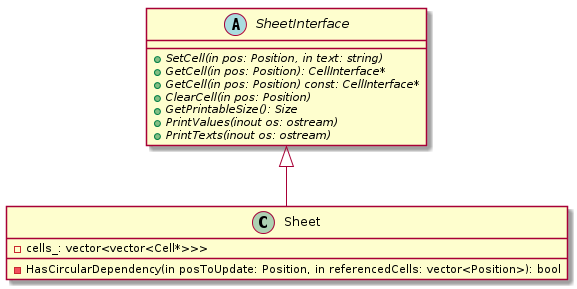 A SheetInterface
SetCell(in pos: Position, in text: string)
GetCell(in pos: Position): CellInterface*
GetCell(in pos: Position) const: CellInterface*
ClearCell(in pos: Position)
GetPrintableSize(): Size
PrintValues(inout os: ostream)
PrintTexts(inout os: ostream)
C Sheet
cells_: vector<vector<Cell*>>>
HasCircularDependency(in posToUpdate: Position, in referencedCells: vector<Position>): bool